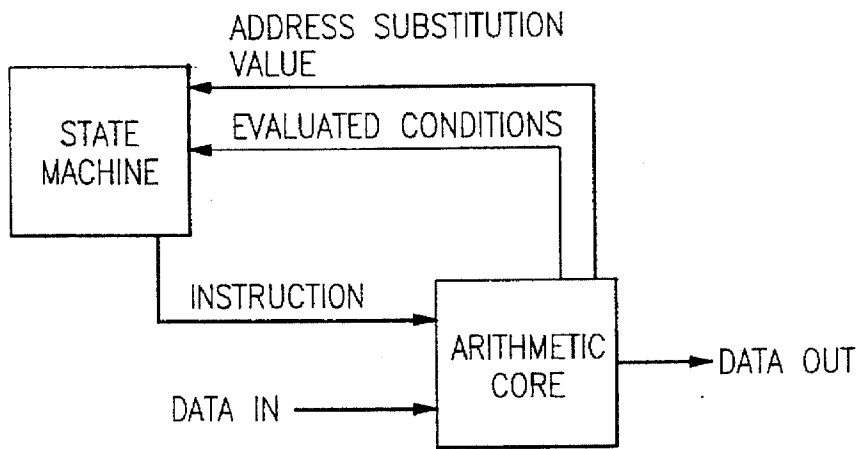 ADDRESS SUBSTITUTION
VALUE
EVALUATED CONDITIONS
STATE
MACHINE
INSTRUCTION
ARITHMETIC
CORE
DATA OUT
DATA IN